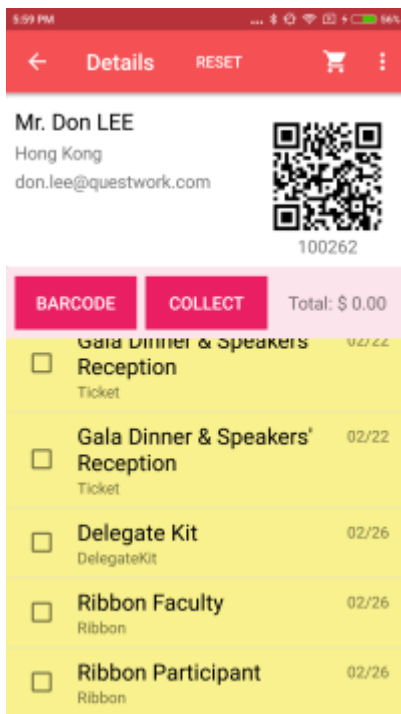 5:59 PM ... 56%
Details RESET
Mr. Don LEE
Hong Kong
don.lee@questwork.com
100262
BARCODE COLLECT Total: $ 0.00
Gala Dinner & Speakers 02/22
Reception
Ticket
Gala Dinner & Speakers' 02/22
Reception
Ticket
Delegate Kit 02/26
DelegateKit
Ribbon Faculty 02/26
Ribbon
Ribbon Participant 02/26
Ribbon